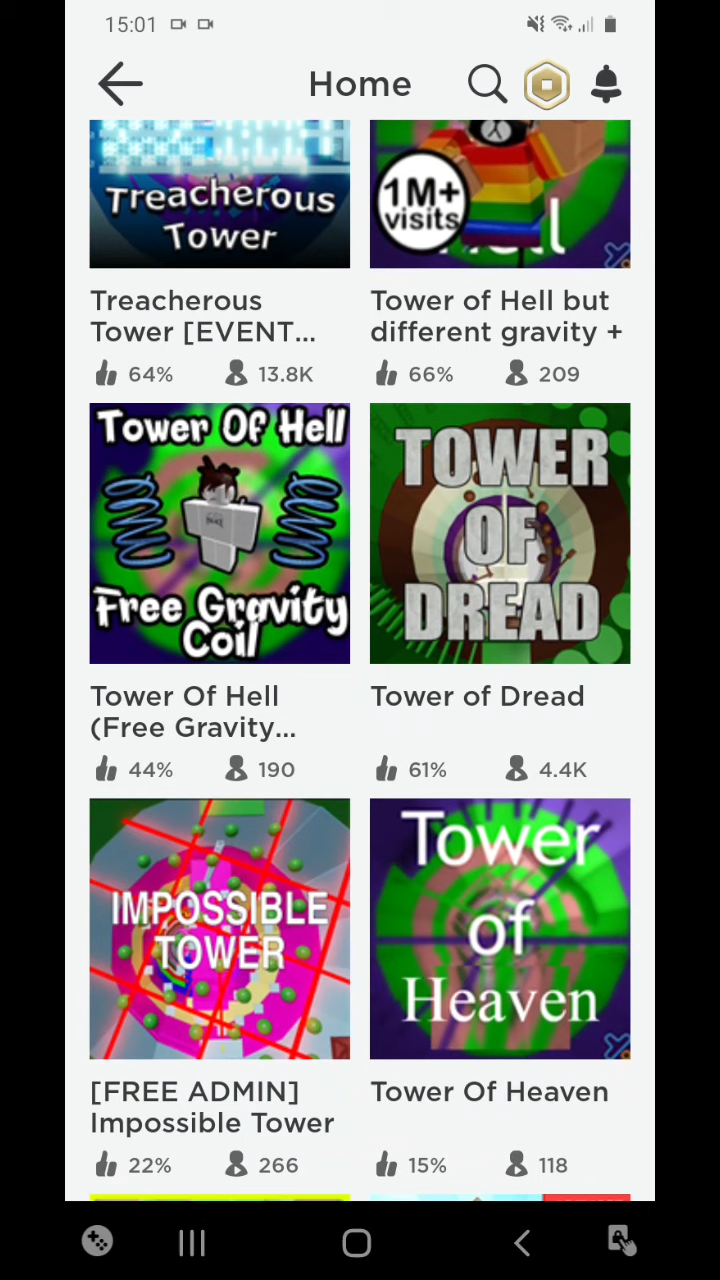 15:01
Home
Treacherous
Tower
1M+
visits
Treacherous
Tower [EVENT...
Tower of Hell but
different gravity +
64%
13.8K
66%
209
Tower Of Hell
Free Gravity
Coil
TOWER
OF
DREAD
Tower Of Hell
(Free Gravity...
Tower of Dread
44%
190
61%
4.4K
IMPOSSIBLE
TOWER
Tower
of
Heaven
[FREE ADMIN]
Impossible Tower
Tower Of Heaven
22%
266
15%
118